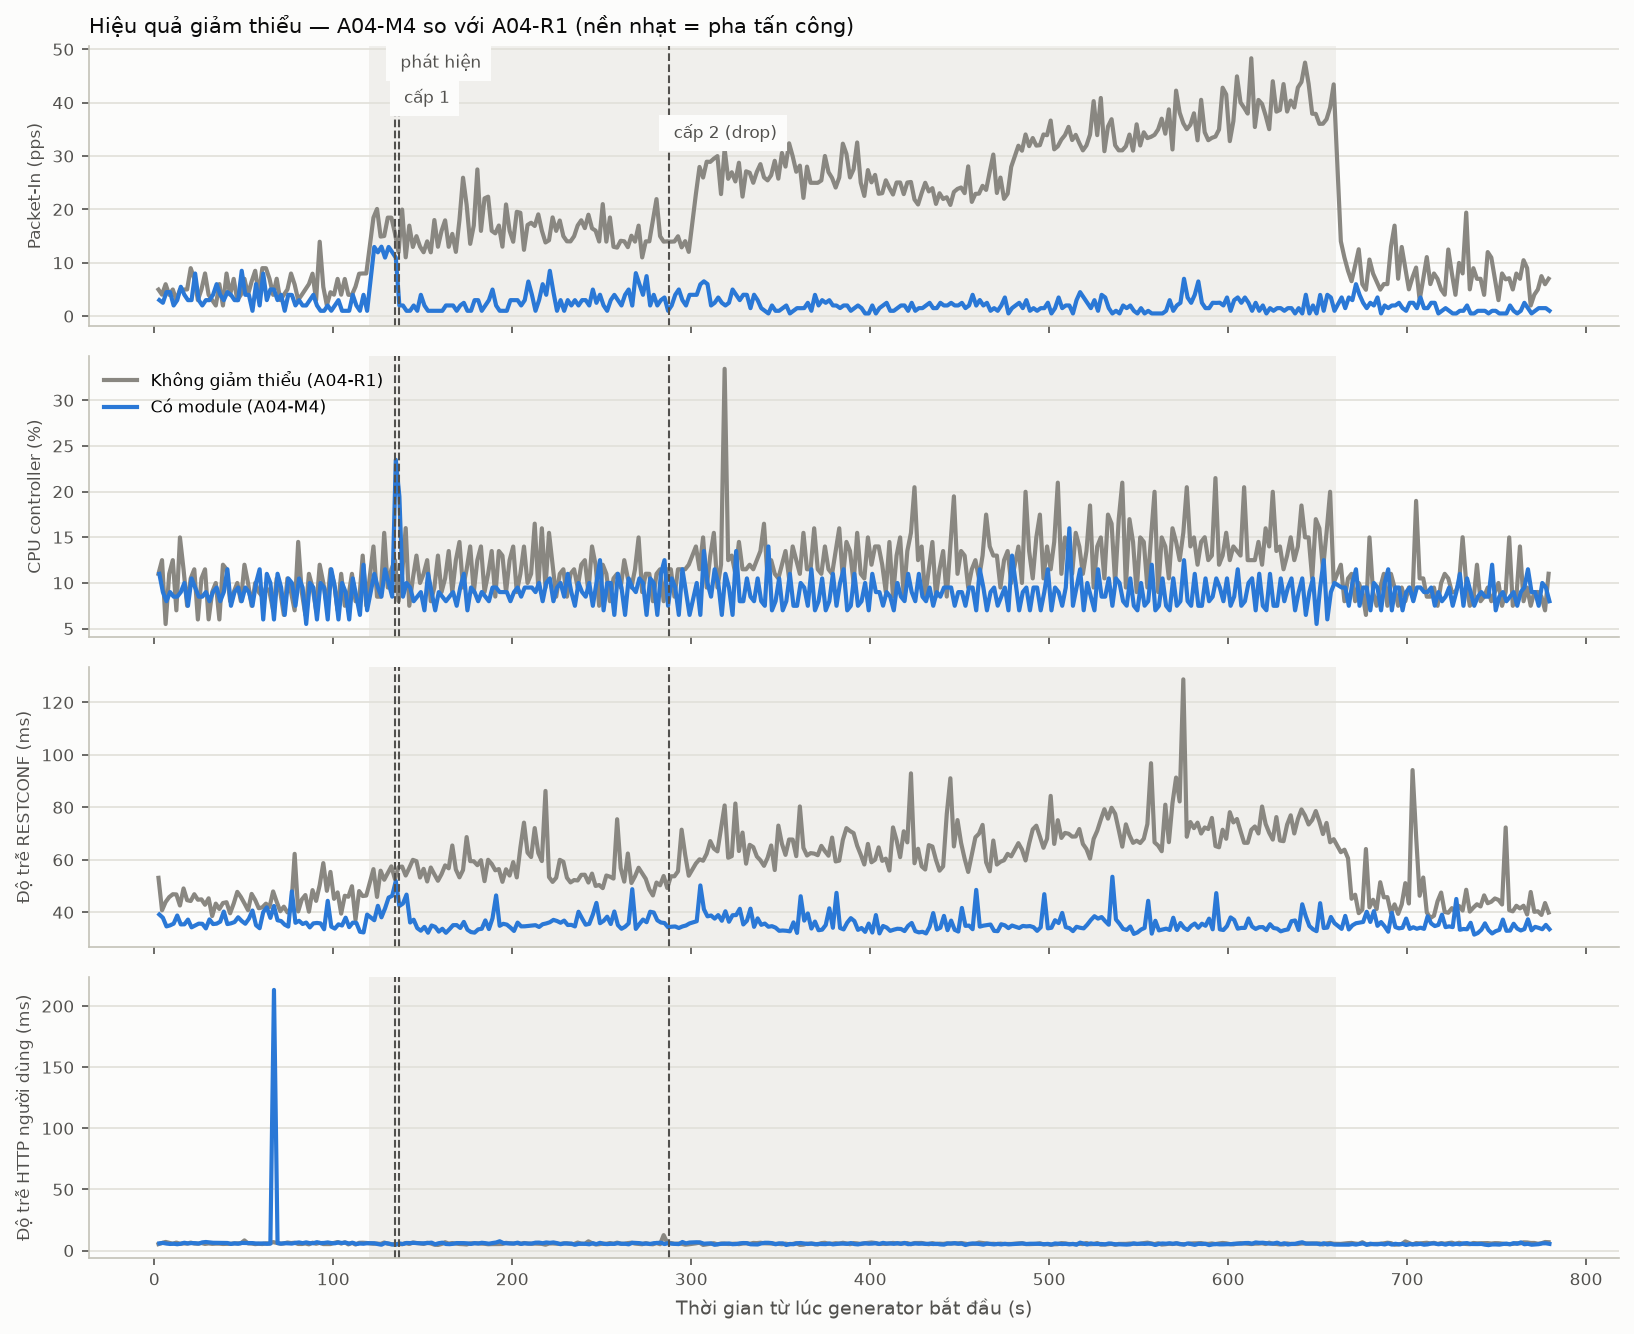 Hiệu quả giảm thiểu — A04-M4 so với A04-R1 (nền nhạt = pha tấn công)
Packet-In (pps)
50
40
30
20
10
0
phát hiện
cấp 1
cấp 2 (drop)
CPU controller (%)
30
25
20
15
10
5
Không giảm thiểu (A04-R1)
Có module (A04-M4)
Độ trễ RESTCONF (ms)
120
100
80
60
40
Độ trễ HTTP người dùng (ms)
200
150
100
50
0
0 100 200 300 400 500 600 700 800
Thời gian từ lúc generator bắt đầu (s)